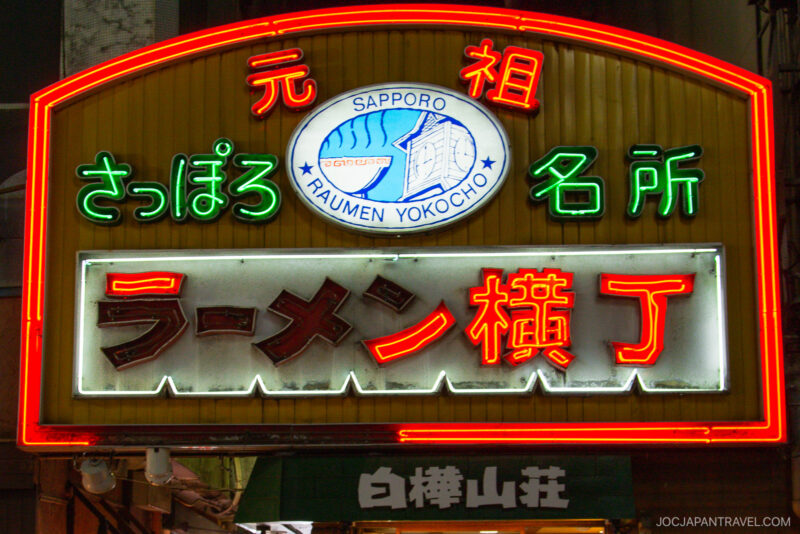 元祖
SAPPORO
RAUMEN YOKOCHO
さっぽろ名所
ラーメン横丁
白樺山荘
JOCJAPANTRAVEL.COM